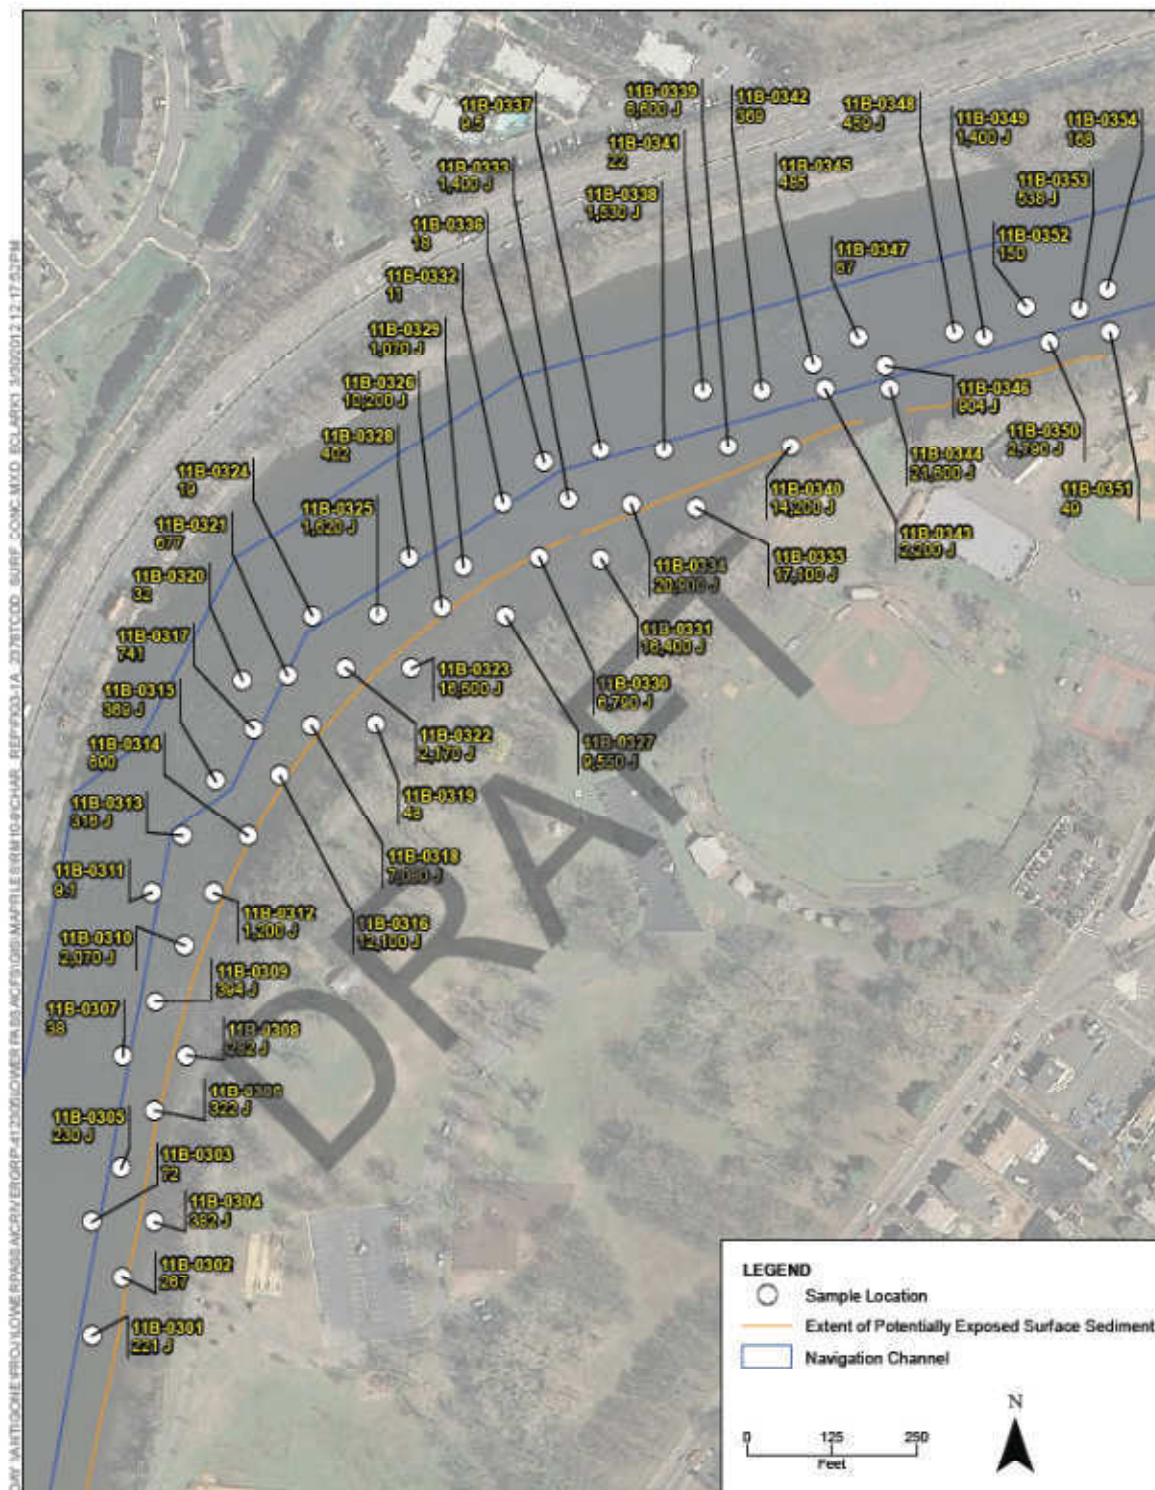 11B-0339
6,600 J
11B-0342
369
11B-0337
9.5
11B-0348
459 J
11B-0349
1,400 J
11B-0354
168
11B-0341
22
11B-0333
1,400 J
11B-0345
485
11B-0353
538 J
11B-0338
1,530 J
11B-0336
18
11B-0352
150
11B-0347
67
11B-0332
11
11B-0329
1,070 J
11B-0326
10,200 J
11B-0346
904 J
11B-0328
402
11B-0350
2,790 J
11B-0344
21,600 J
11B-0324
19
11B-0340
14,200 J
11B-0351
49
11B-0325
1,620 J
11B-0321
677
11B-0343
2,200 J
11B-0335
17,100 J
11B-0334
20,900 J
11B-0320
32
11B-0331
16,400 J
11B-0317
741
11B-0323
16,500 J
11B-0330
6,790 J
11B-0315
369 J
11B-0322
2,170 J
11B-0327
9,550 J
11B-0314
690
11B-0319
48
11B-0313
316 J
11B-0318
11B-0311
9.1
11B-0312
1,200 J
11B-0316
12,100 J
11B-0310
2,070 J
11B-0309
394 J
11B-0307
38
11B-0308
282 J
11B-0306
322 J
11B-0305
230 J
11B-0303
72
11B-0304
382 J
11B-0302
267
11B-0301
221 J
DRAFT
LEGEND
Sample Location
Extent of Potentially Exposed Surface Sediment
Navigation Channel
N
0 125 250
Feet